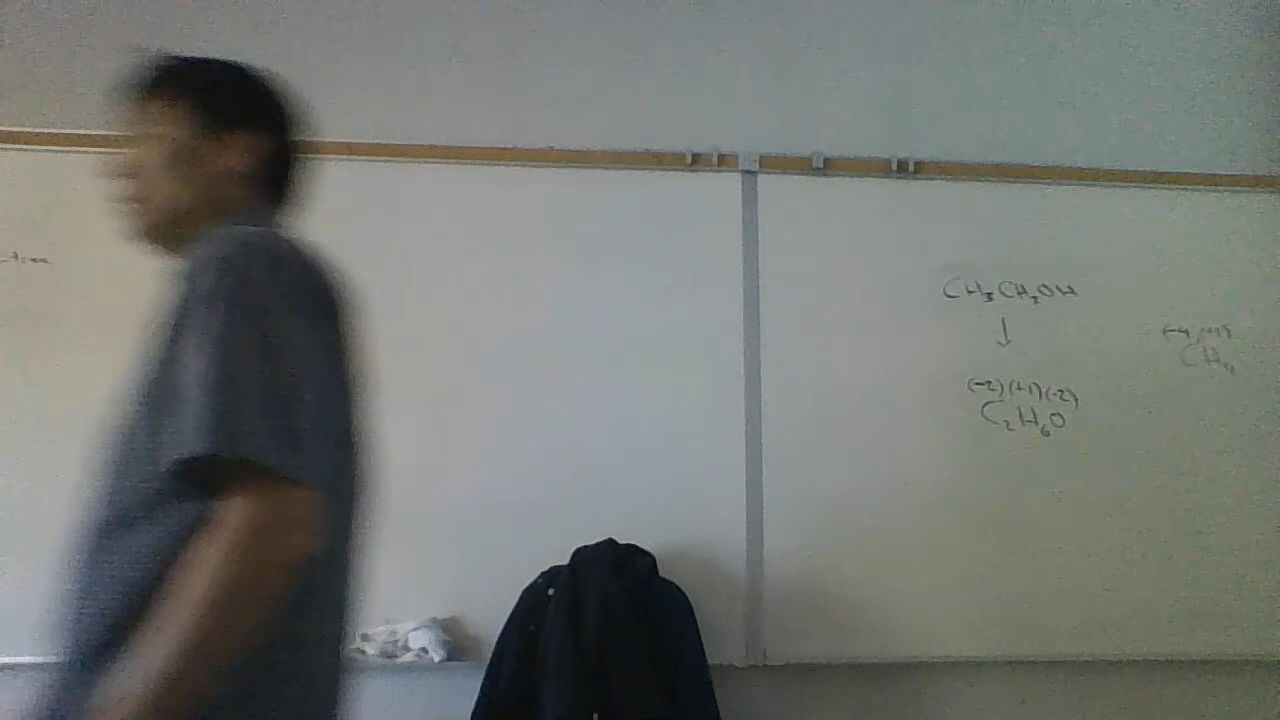 CH₃CH₂OH
↓
(-2)(+1)(-2)
C₂H₆O
CH₄